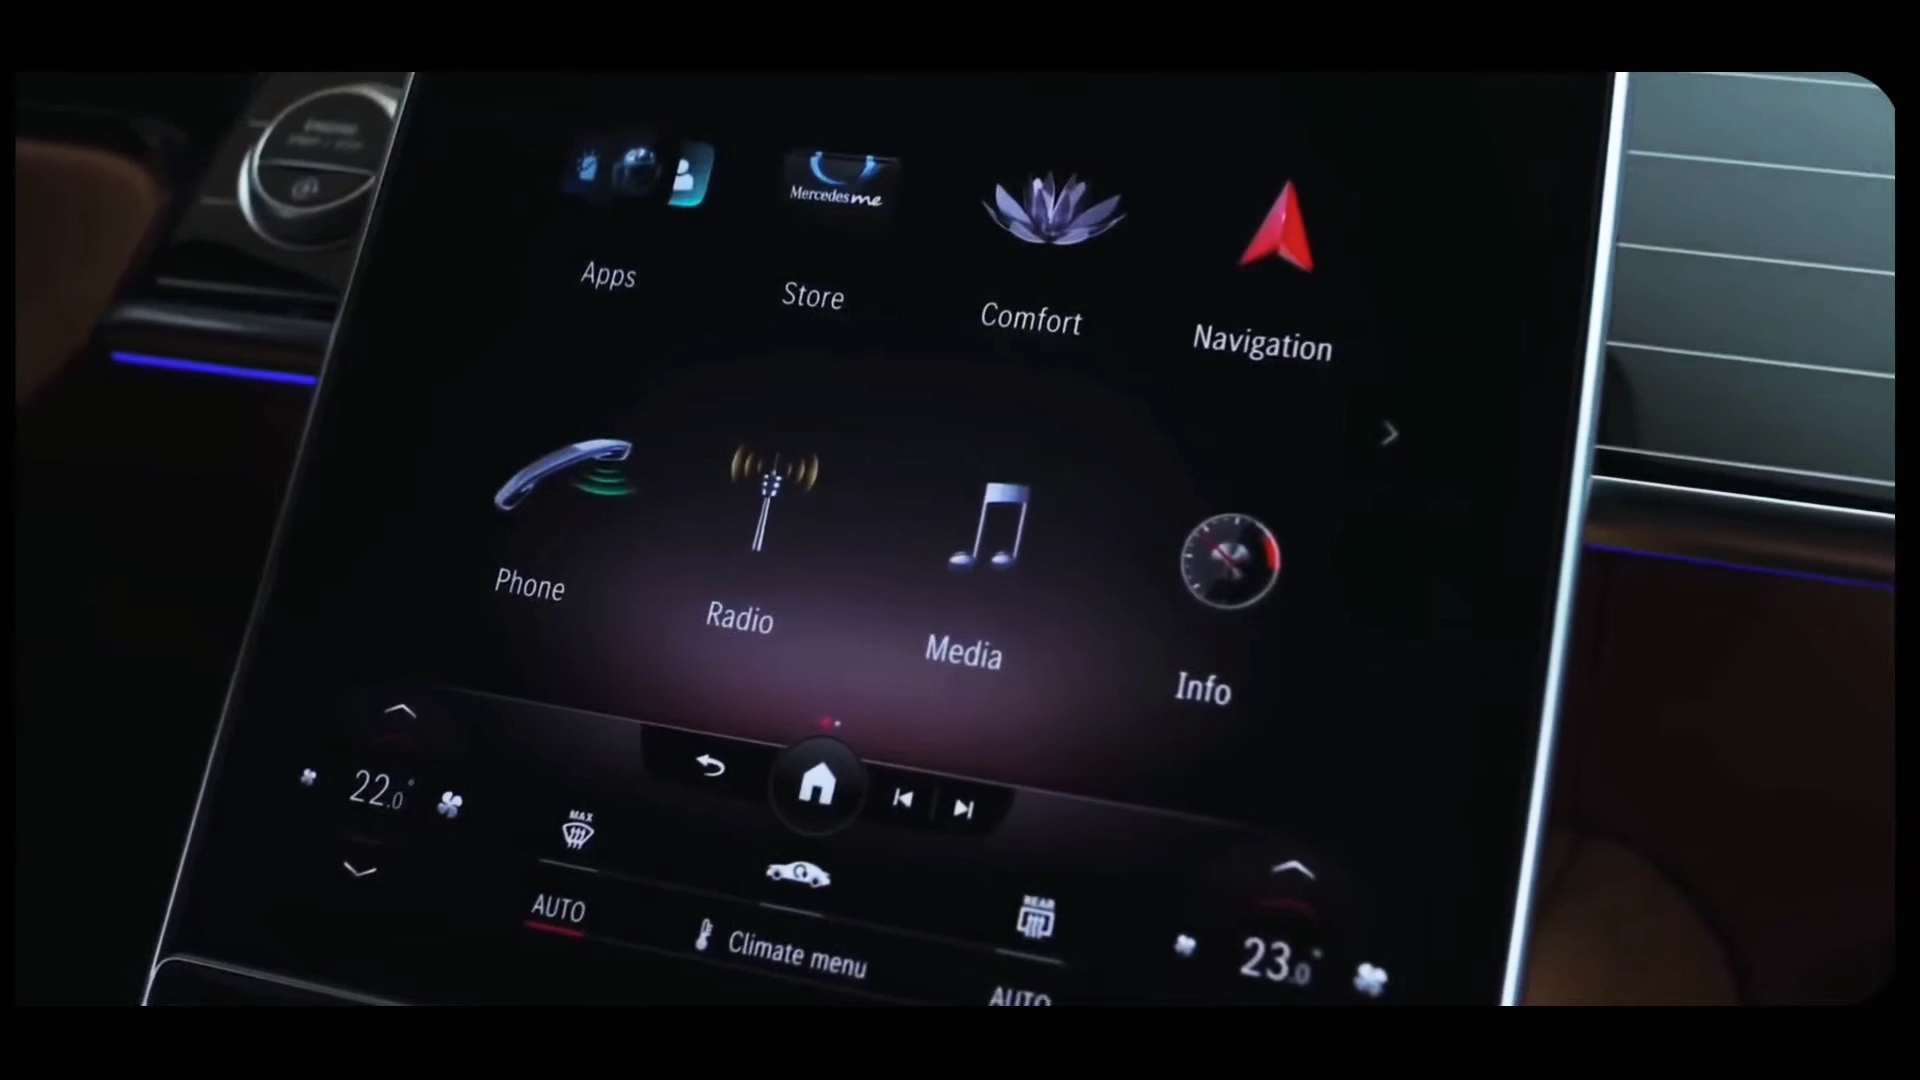 Mercedes me
Apps
Store
Comfort
Navigation
Phone
Radio
Media
Info
22.0°
MAX
REAR
AUTO
Climate menu
23.0°
AUTO